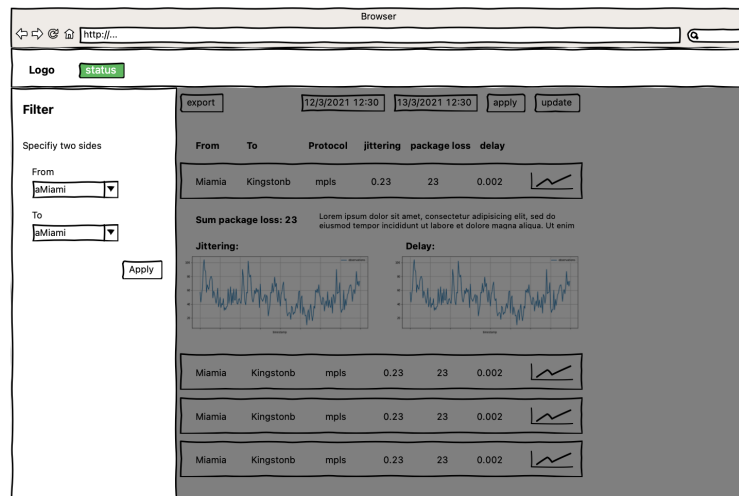 Browser
http://...
Logo status
Filter
Specifiy two sides
From
aMiami
To
aMiami
Apply
export 12/3/2021 12:30 13/3/2021 12:30 apply update
From To Protocol jittering package loss delay
Miamia Kingstonb mpls 0.23 23 0.002
Sum package loss: 23
Lorem ipsum dolor sit amet, consectetur adipisicing elit, sed do
eiusmod tempor incididunt ut labore et dolore magna aliqua. Ut enim
Jittering: Delay:
Miamia Kingstonb mpls 0.23 23 0.002
Miamia Kingstonb mpls 0.23 23 0.002
Miamia Kingstonb mpls 0.23 23 0.002